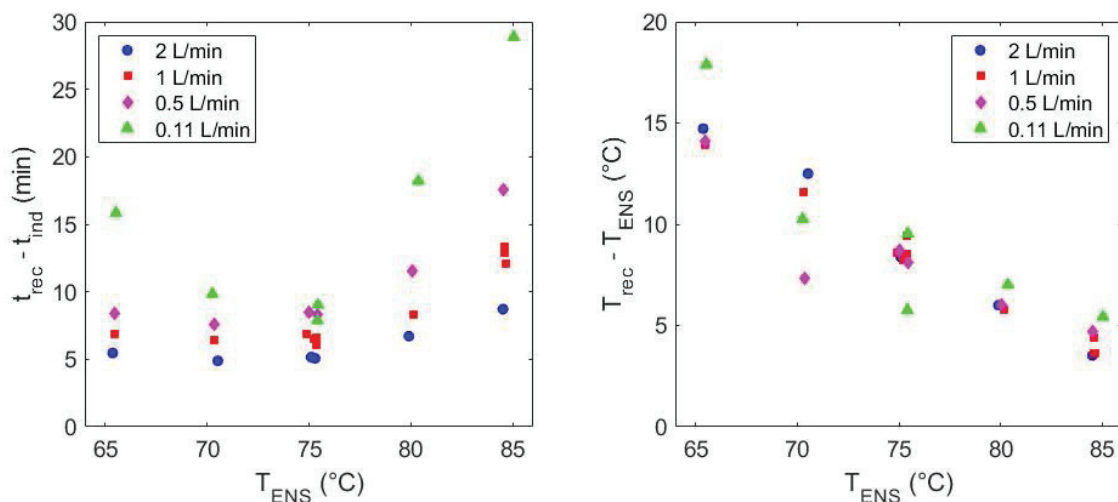 30
25
20
15
10
5
0
t_rec - t_ind (min)
2 L/min
1 L/min
0.5 L/min
0.11 L/min
65 70 75 80 85
T_ENS (°C)
20
15
10
5
0
T_rec - T_ENS (°C)
2 L/min
1 L/min
0.5 L/min
0.11 L/min
65 70 75 80 85
T_ENS (°C)